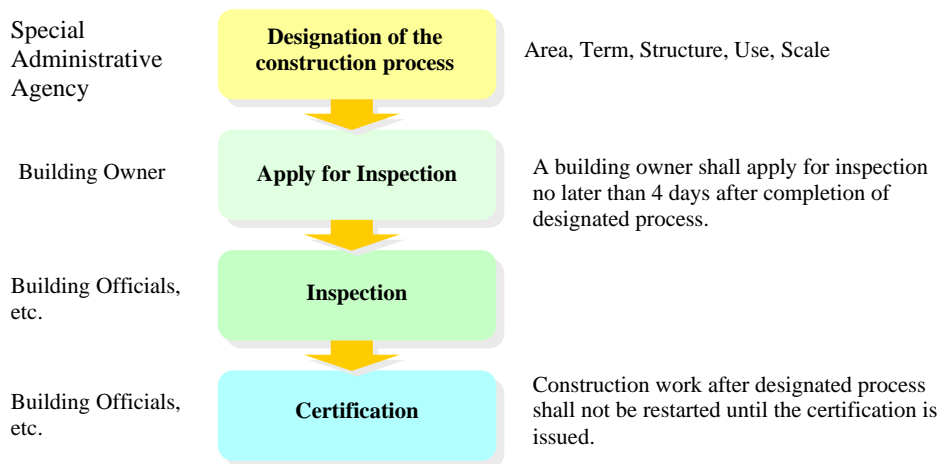 Special
Administrative
Agency
Designation of the
construction process
Area, Term, Structure, Use, Scale
Building Owner
Apply for Inspection
A building owner shall apply for inspection
no later than 4 days after completion of
designated process.
Building Officials,
etc.
Inspection
Building Officials,
etc.
Certification
Construction work after designated process
shall not be restarted until the certification is
issued.